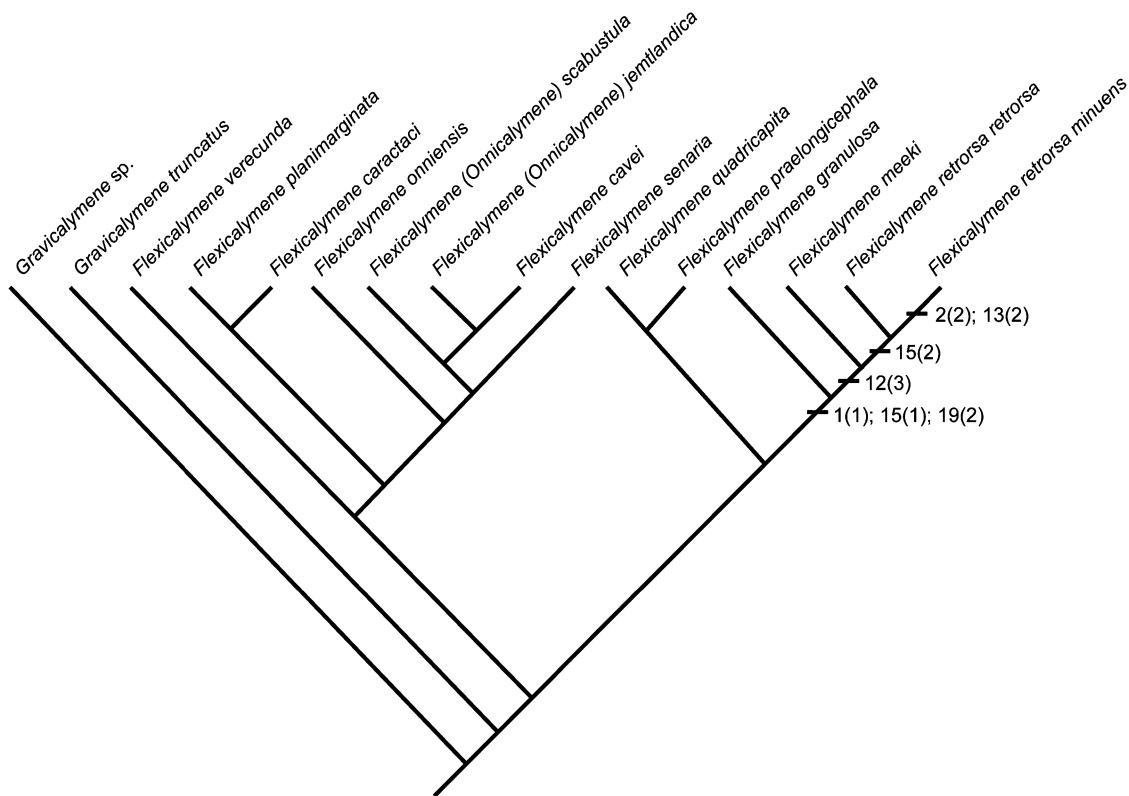 Gravicalymene sp.
Gravicalymene truncatus
Flexicalymene verecunda
Flexicalymene planimarginata
Flexicalymene caractaci
Flexicalymene onniensis
Flexicalymene (Onnicalymene) scabustula
Flexicalymene (Onnicalymene) jemtlandica
Flexicalymene cavei
Flexicalymene senaria
Flexicalymene quadricapita
Flexicalymene praelongicephala
Flexicalymene granulosa
Flexicalymene meeki
Flexicalymene retrorsa retrorsa
Flexicalymene retrorsa minuens
2(2); 13(2)
15(2)
12(3)
1(1); 15(1); 19(2)